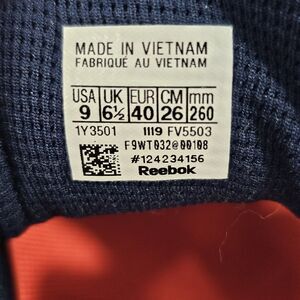 MADE IN VIETNAM
FABRIQUÉ AU VIETNAM
USA UK EUR CM mm
9 6½ 40 26 260
1Y3501 1119 FV5503
F9WT032@00108
#124234156
Reebok